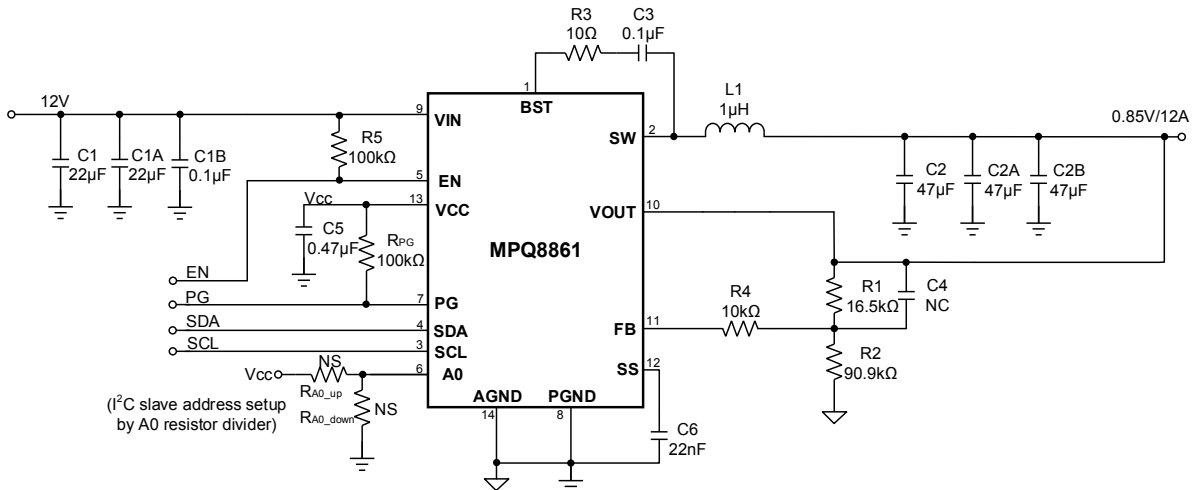 R3
10Ω
C3
0.1μF
1
BST
12V
9
VIN
SW
2
L1
1μH
0.85V/12A
C1
22μF
C1A
22μF
C1B
0.1μF
R5
100kΩ
5
EN
C2
47μF
C2A
47μF
C2B
47μF
Vcc
13
VCC
VOUT
10
C5
0.47μF
RPG
100kΩ
MPQ8861
EN
R1
16.5kΩ
C4
NC
PG
7
PG
R4
10kΩ
SDA
4
SDA
FB
11
SCL
3
SCL
R2
90.9kΩ
Vcc
NS
6
A0
SS
12
RA0_up
(I²C slave address setup
by A0 resistor divider)
RA0_down
NS
AGND
PGND
14
8
C6
22nF